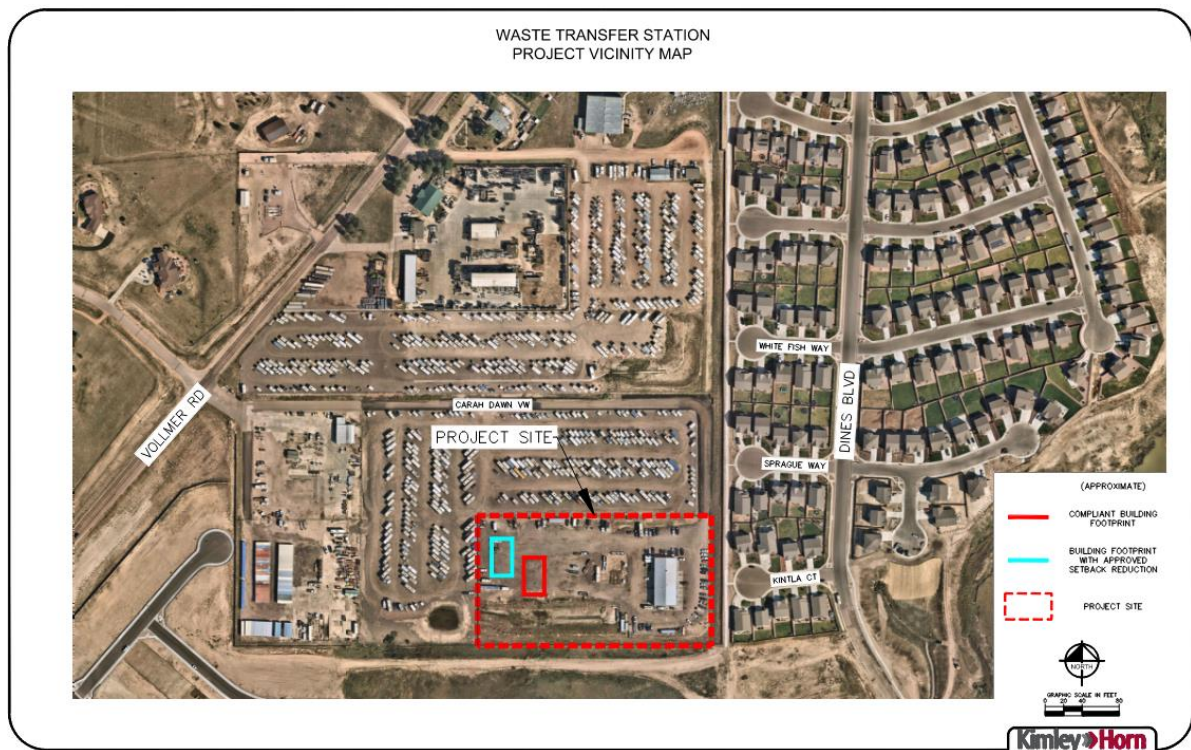 WASTE TRANSFER STATION
PROJECT VICINITY MAP
WHITE FISH WAY
VOLLMER RD
CARAH DAWN VW
DINES BLVD
PROJECT SITE
SPRAGUE WAY
KINTLA CT
(APPROXIMATE)
COMPLIANT BUILDING
FOOTPRINT
BUILDING FOOTPRINT
WITH APPROVED
SETBACK REDUCTION
PROJECT SITE
NORTH
GRAPHIC SCALE IN FEET
0 20 40 80
Kimley»Horn